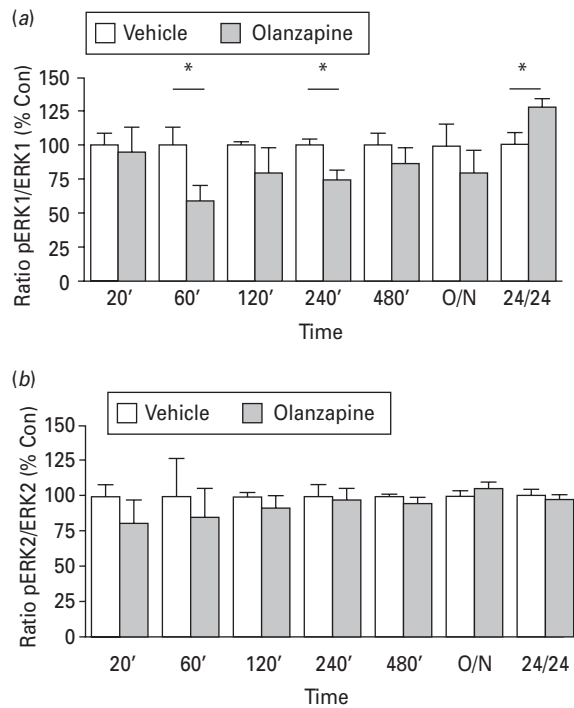 (a)
Vehicle Olanzapine
Ratio pERK1/ERK1 (% Con)
150
125
100
75
50
25
0
* * *
20′ 60′ 120′ 240′ 480′ O/N 24/24
Time
(b)
Vehicle Olanzapine
Ratio pERK2/ERK2 (% Con)
150
125
100
75
50
25
0
20′ 60′ 120′ 240′ 480′ O/N 24/24
Time